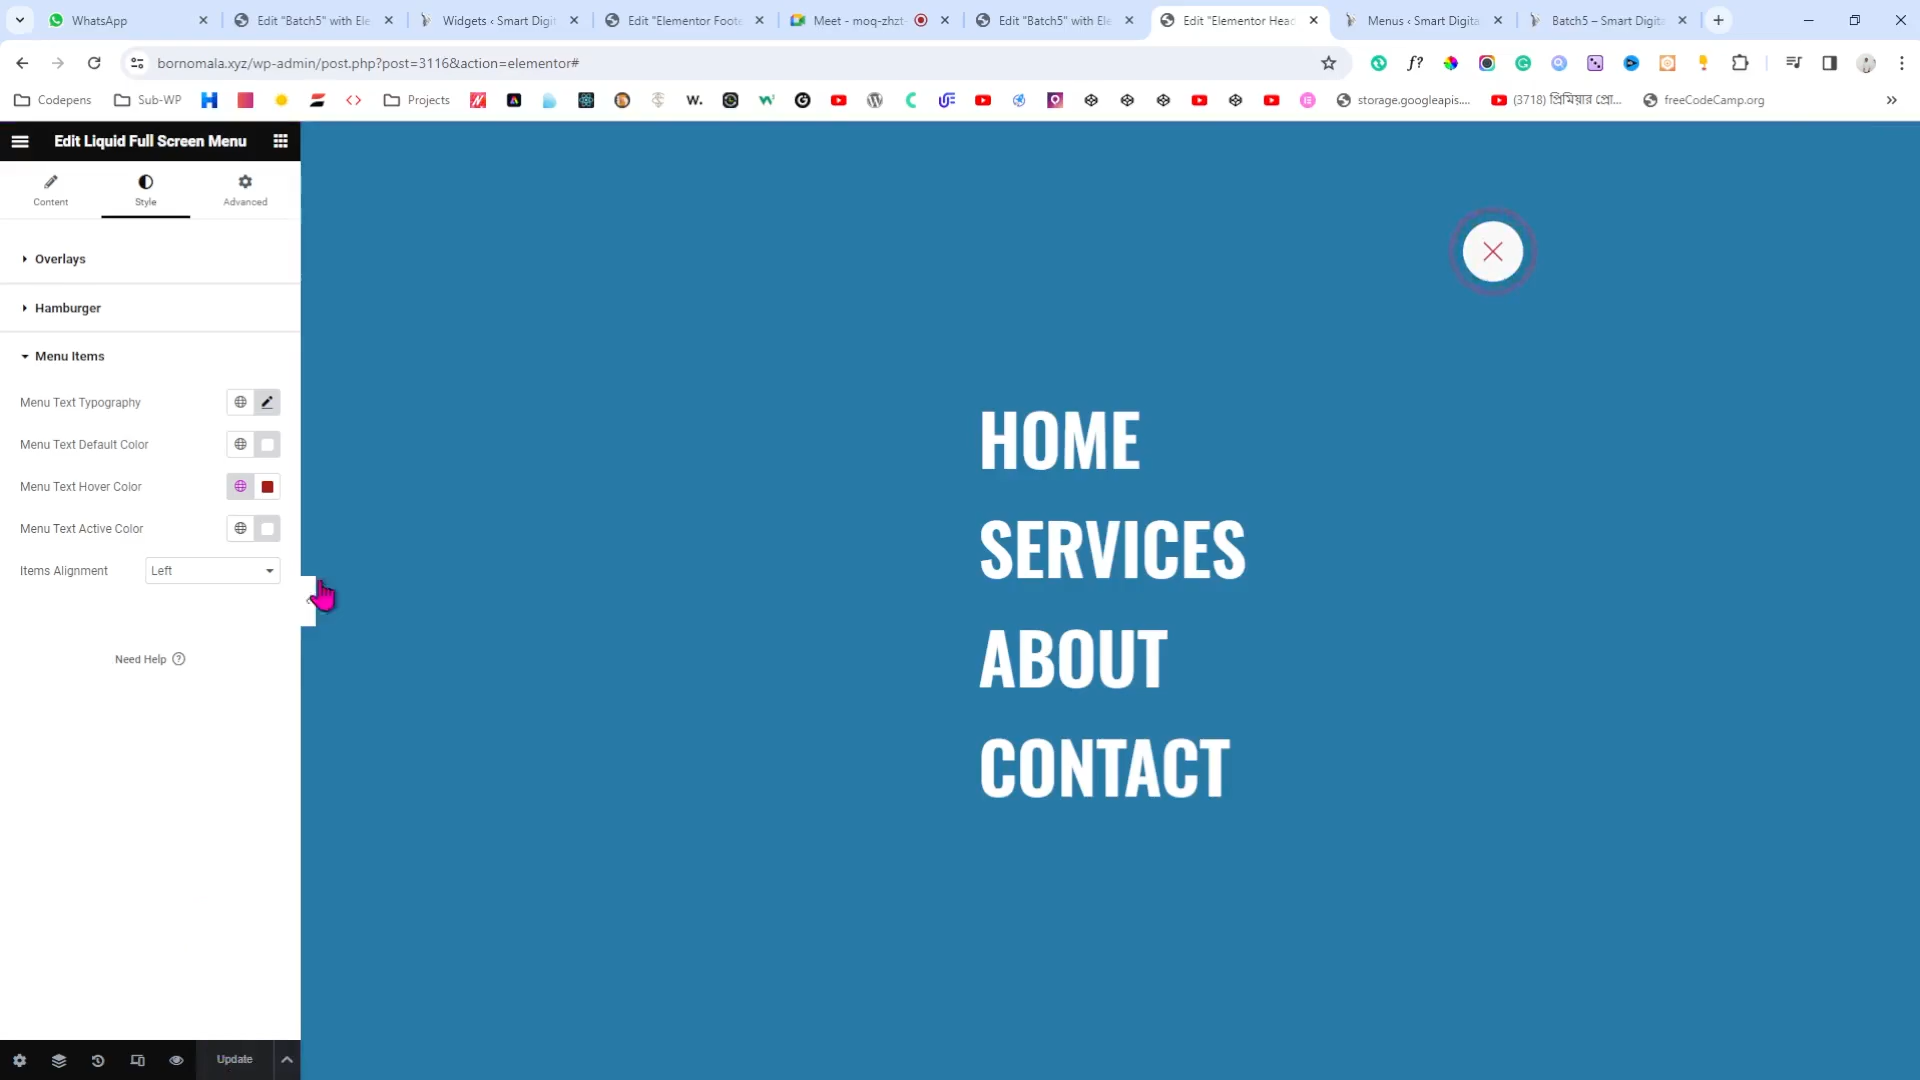 WhatsApp
Edit "Batch5" with Ele
Widgets ‹ Smart Digit
Edit "Elementor Foote
Meet - moq-zhzt-
Edit "Batch5" with Ele
Edit "Elementor Head
Menus ‹ Smart Digita
Batch5 – Smart Digita
bornomala.xyz/wp-admin/post.php?post=3116&action=elementor#
f?
Codepens
Sub-WP
Projects
w.
storage.googleapis....
(3718) প্রিমিয়ার প্রো...
freeCodeCamp.org
Edit Liquid Full Screen Menu
Content
Style
Advanced
Overlays
Hamburger
Menu Items
Menu Text Typography
Menu Text Default Color
Menu Text Hover Color
Menu Text Active Color
Items Alignment
Left
Need Help
Update
HOME
SERVICES
ABOUT
CONTACT